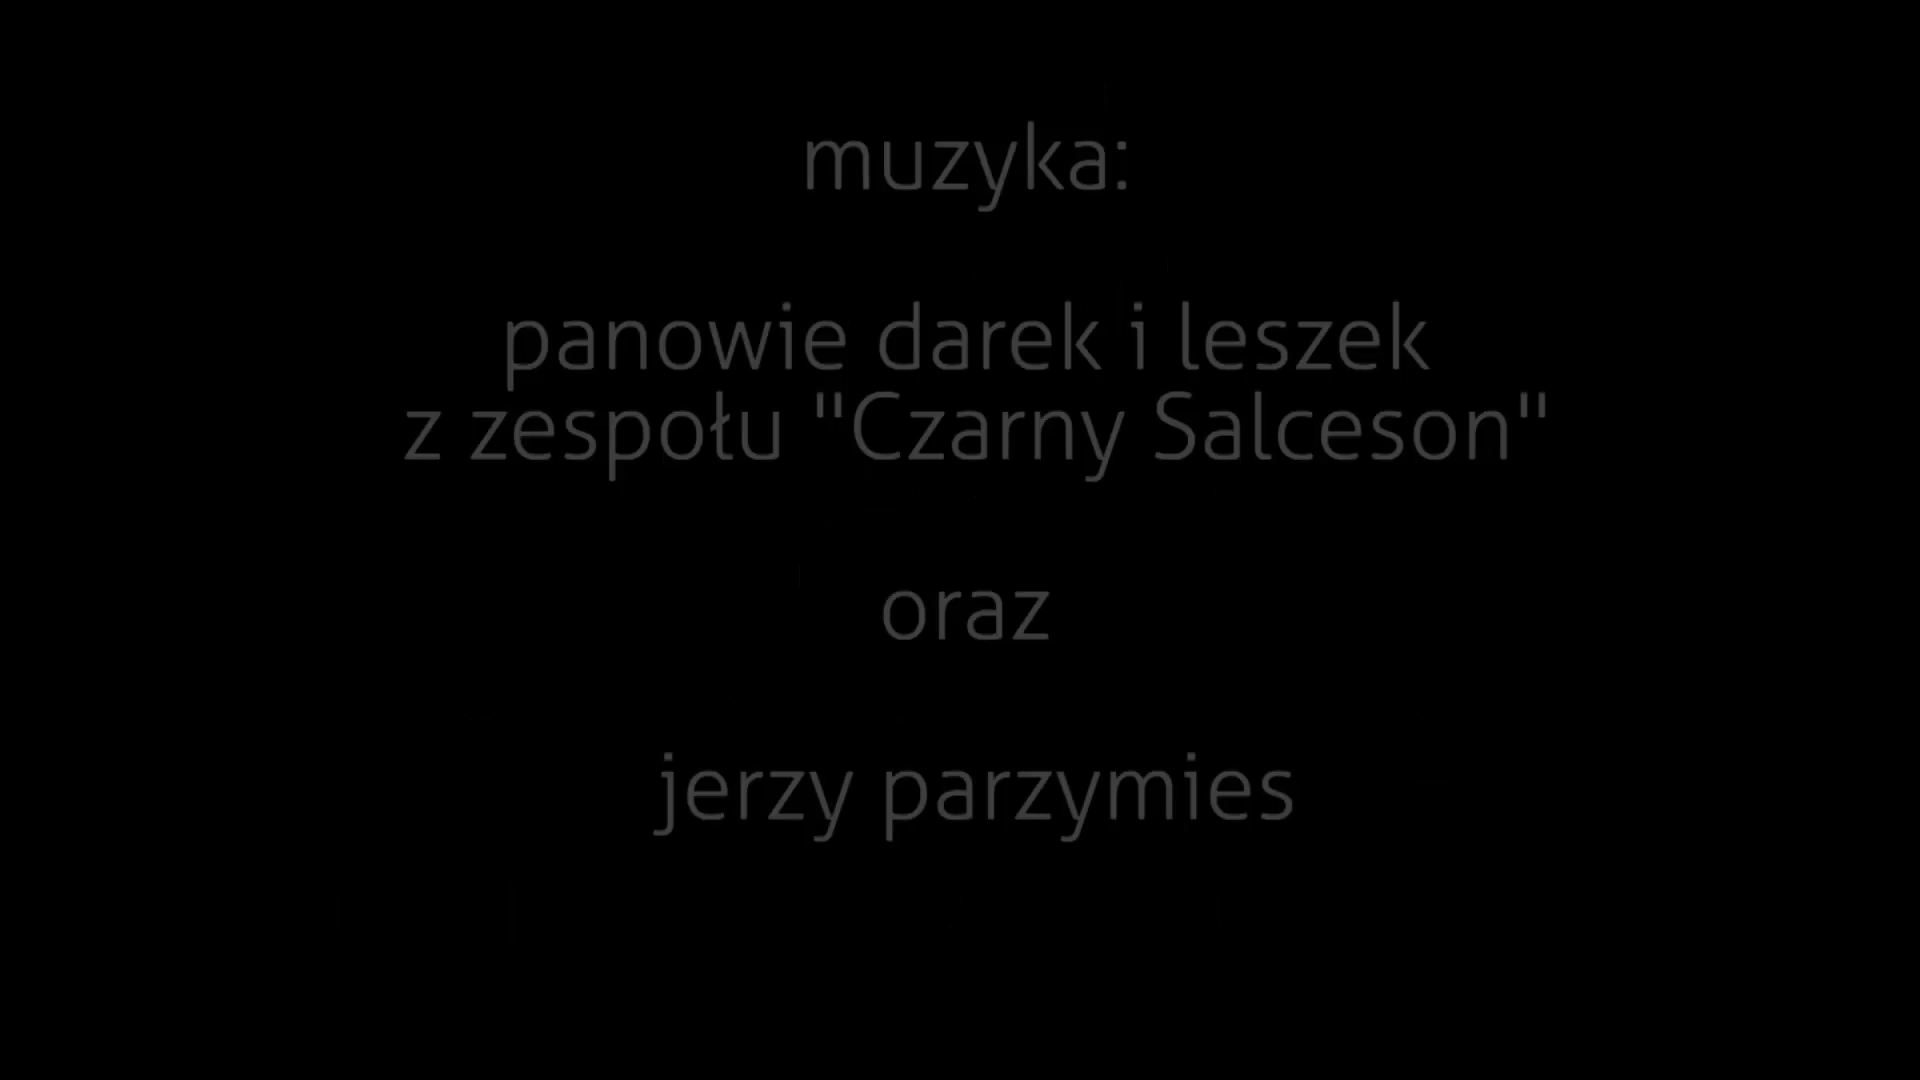 muzyka:
panowie darek i leszek
z zespołu "Czarny Salceson"
oraz
jerzy parzymies